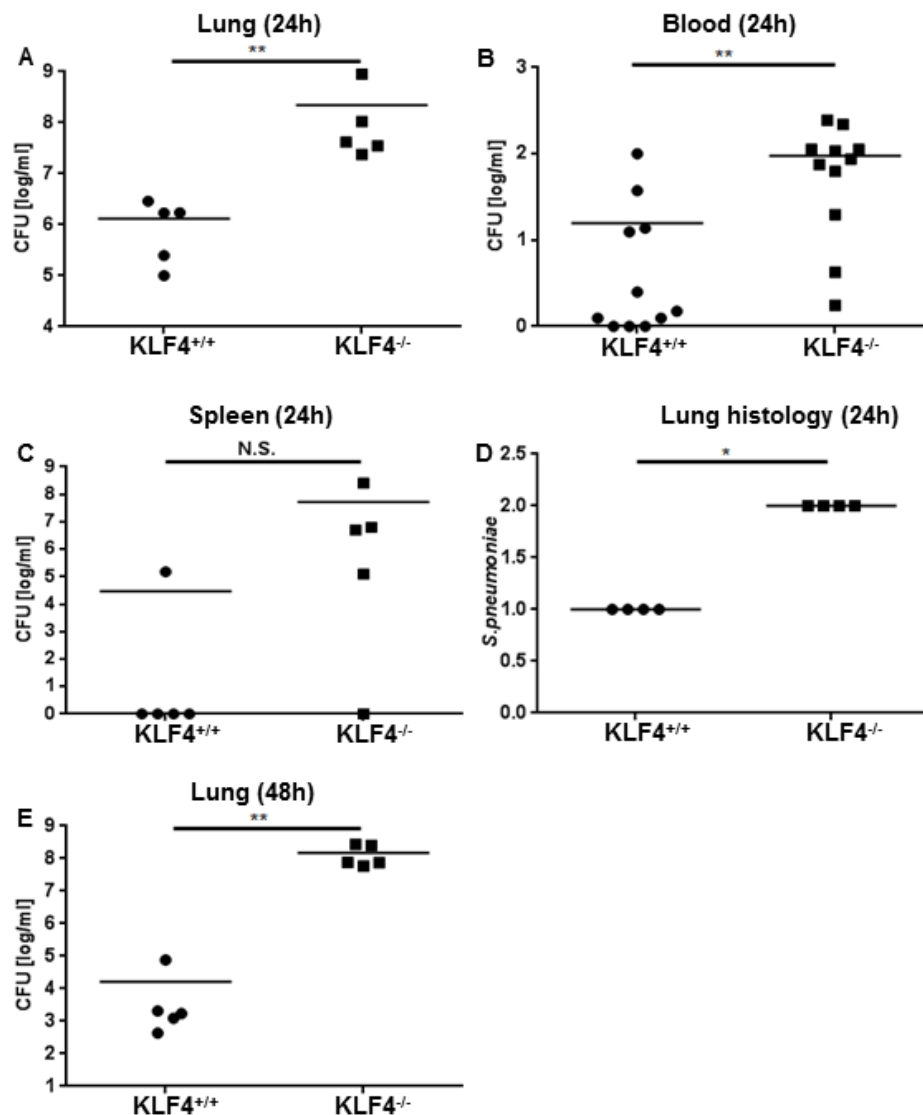 Lung (24h)
A
**
9
8
7
6
5
4
CFU [log/ml]
KLF4+/+
KLF4-/-
Blood (24h)
B
**
3
2
1
0
CFU [log/ml]
KLF4+/+
KLF4-/-
Spleen (24h)
C
N.S.
9
8
7
6
5
4
3
2
1
0
CFU [log/ml]
KLF4+/+
KLF4-/-
Lung histology (24h)
D
*
2.5
2.0
1.5
1.0
0.5
0.0
S.pneumoniae
KLF4+/+
KLF4-/-
Lung (48h)
E
**
9
8
7
6
5
4
3
2
1
CFU [log/ml]
KLF4+/+
KLF4-/-